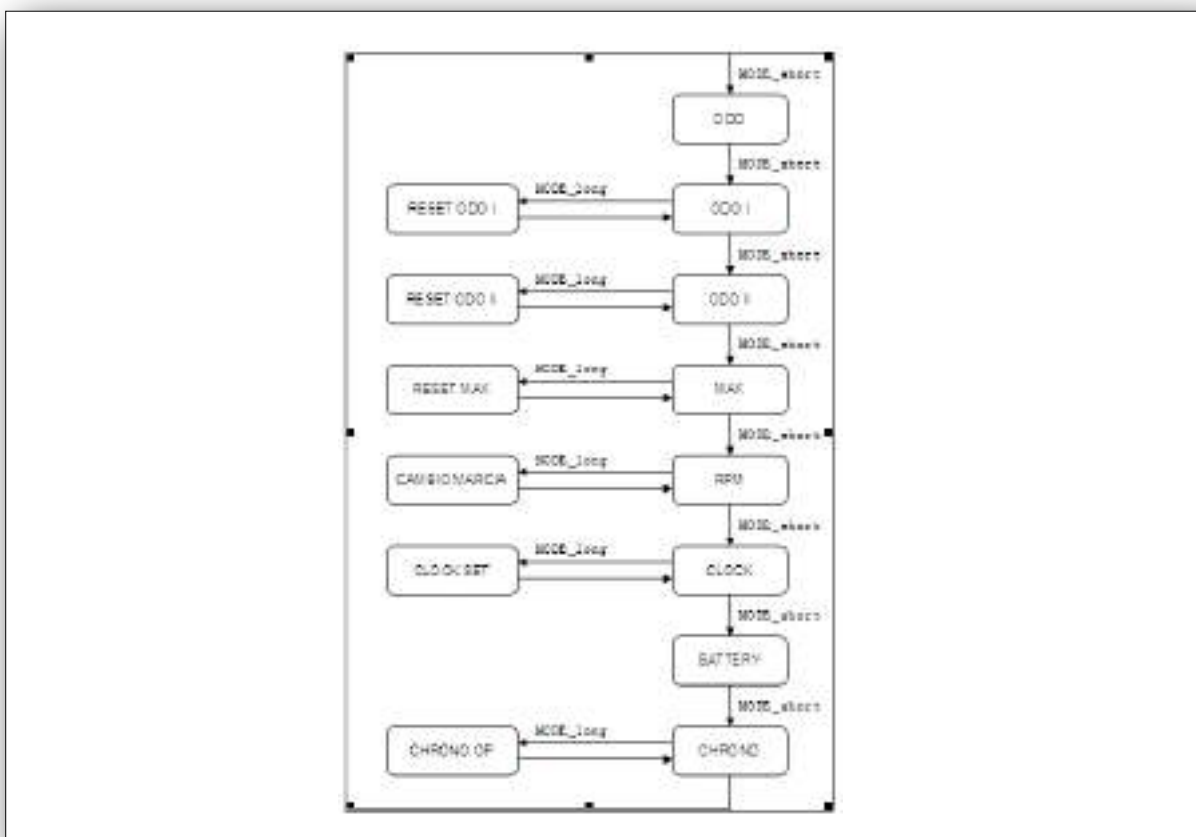 MODE_short
ODO
MODE_short
MODE_long
RESET ODO I
ODO I
MODE_short
MODE_long
RESET ODO II
ODO II
MODE_short
MODE_long
RESET MAX
MAX
MODE_short
MODE_long
CAMBIO MARCIA
RPM
MODE_short
MODE_long
CLOCK SET
CLOCK
MODE_short
BATTERY
MODE_short
MODE_long
CHRONO OP
CHRONO